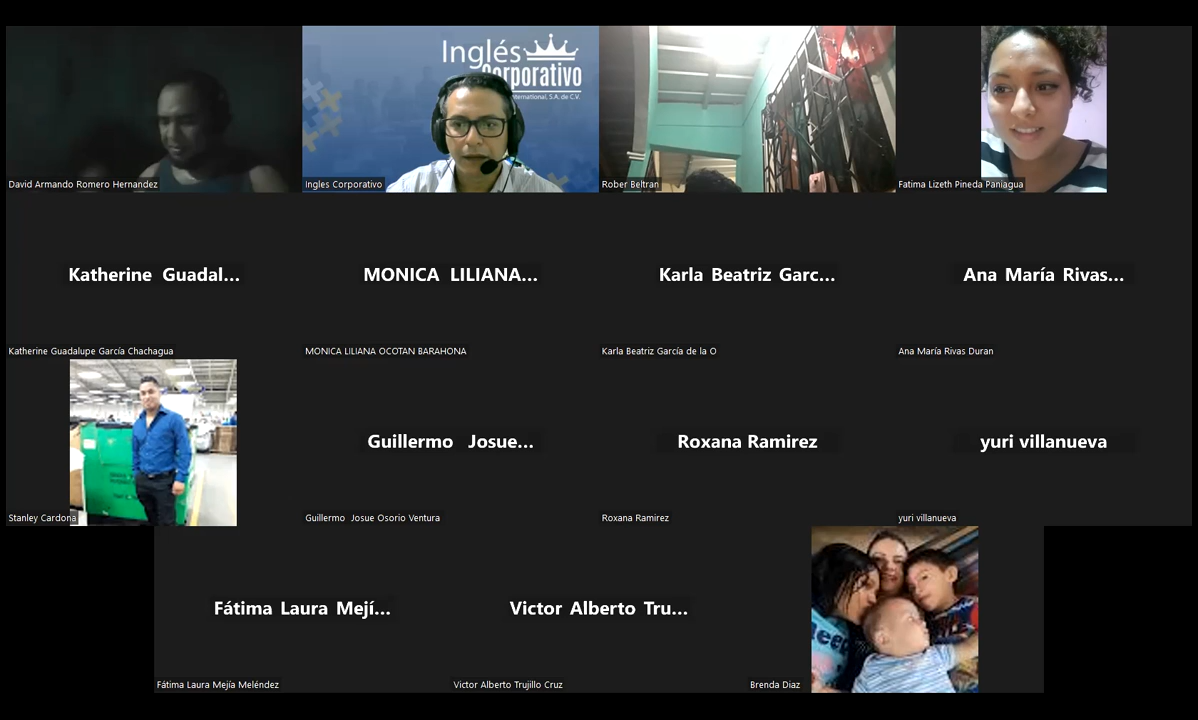 Inglés
Corporativo
International, S.A. de C.V.
David Armando Romero Hernandez
Ingles Corporativo
Rober Beltran
Fatima Lizeth Pineda Paniagua
Katherine Guadal...
MONICA LILIANA...
Karla Beatriz Garc...
Ana María Rivas...
Katherine Guadalupe García Chachagua
MONICA LILIANA OCOTAN BARAHONA
Karla Beatriz García de la O
Ana María Rivas Duran
Guillermo Josue...
Roxana Ramirez
yuri villanueva
Stanley Cardona
Guillermo Josue Osorio Ventura
Roxana Ramirez
yuri villanueva
Fátima Laura Mejí...
Victor Alberto Tru...
Fátima Laura Mejía Meléndez
Victor Alberto Trujillo Cruz
Brenda Diaz